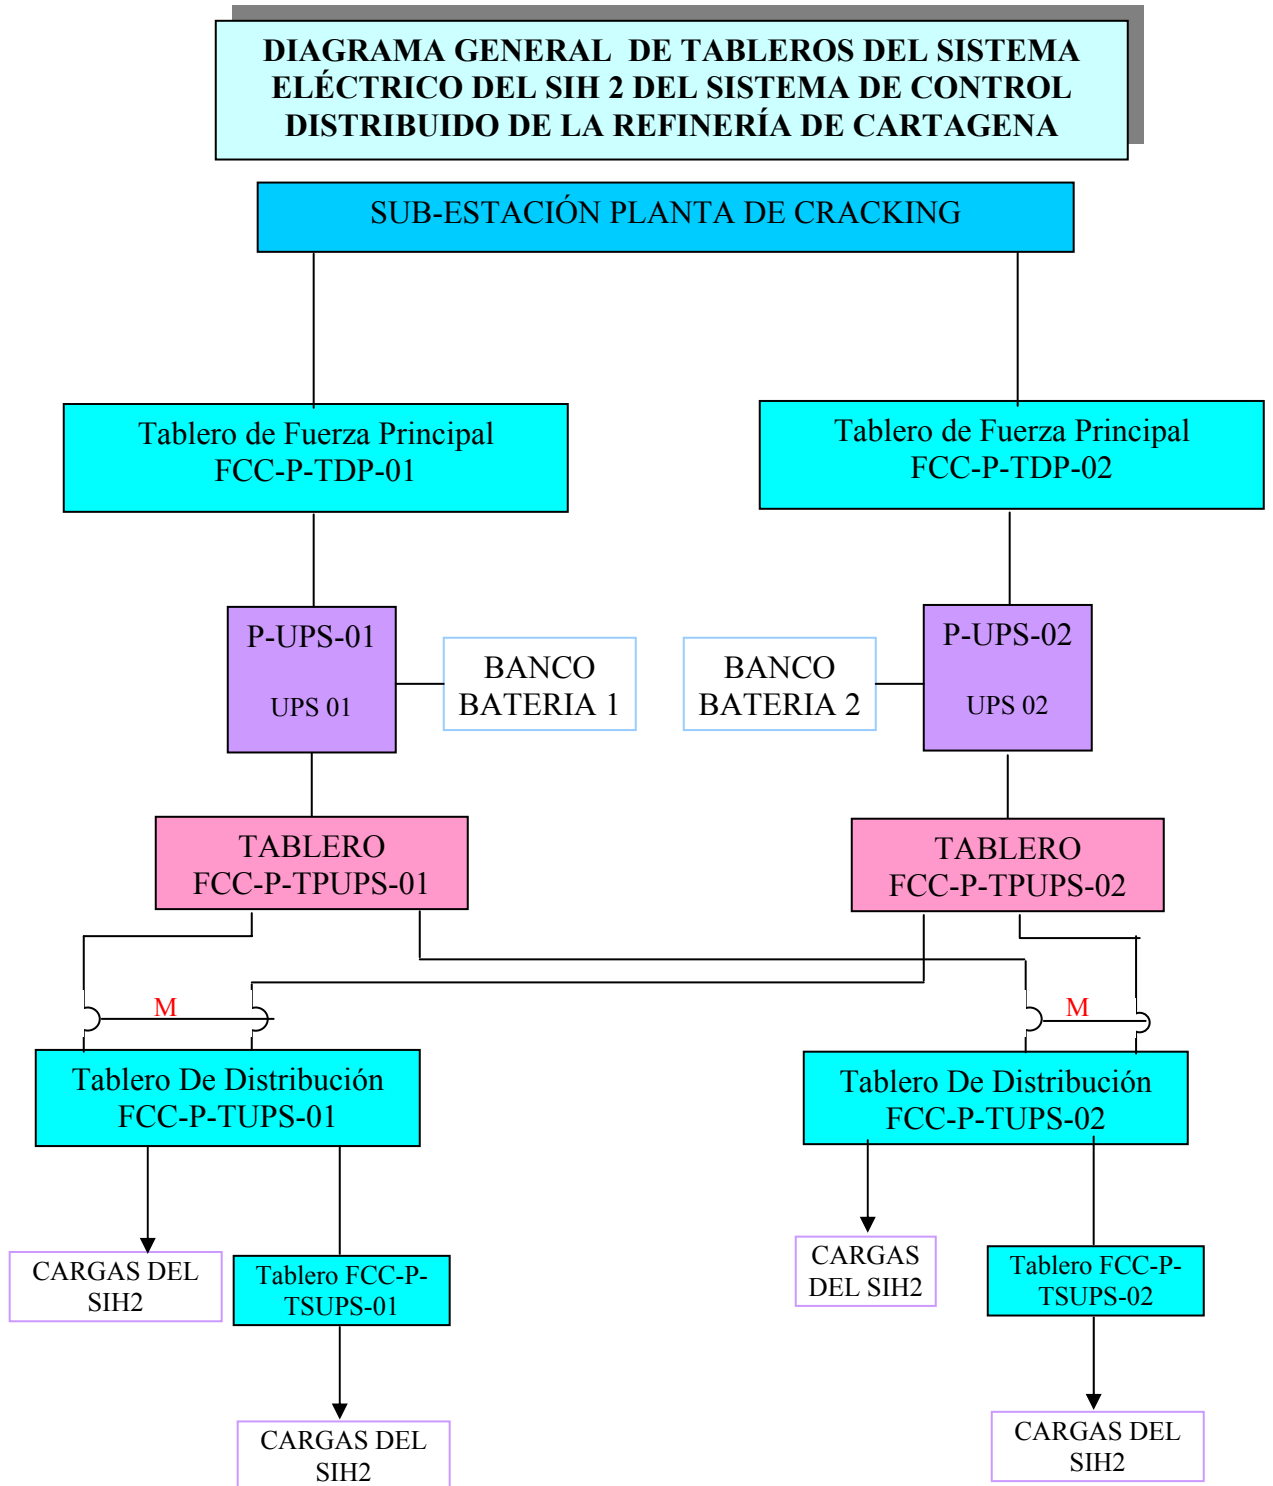 DIAGRAMA GENERAL DE TABLEROS DEL SISTEMA
ELÉCTRICO DEL SIH 2 DEL SISTEMA DE CONTROL
DISTRIBUIDO DE LA REFINERÍA DE CARTAGENA
SUB-ESTACIÓN PLANTA DE CRACKING
Tablero de Fuerza Principal
FCC-P-TDP-01
Tablero de Fuerza Principal
FCC-P-TDP-02
P-UPS-01
UPS 01
BANCO
BATERIA 1
BANCO
BATERIA 2
P-UPS-02
UPS 02
TABLERO
FCC-P-TPUPS-01
TABLERO
FCC-P-TPUPS-02
M
M
Tablero De Distribución
FCC-P-TUPS-01
Tablero De Distribución
FCC-P-TUPS-02
CARGAS DEL
SIH2
Tablero FCC-P-
TSUPS-01
CARGAS
DEL SIH2
Tablero FCC-P-
TSUPS-02
CARGAS DEL
SIH2
CARGAS DEL
SIH2